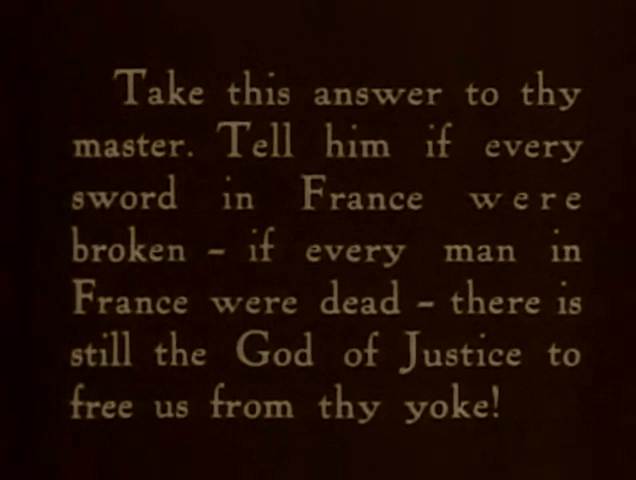 Take this answer to thy
master. Tell him if every
sword in France were
broken - if every man in
France were dead - there is
still the God of Justice to
free us from thy yoke!